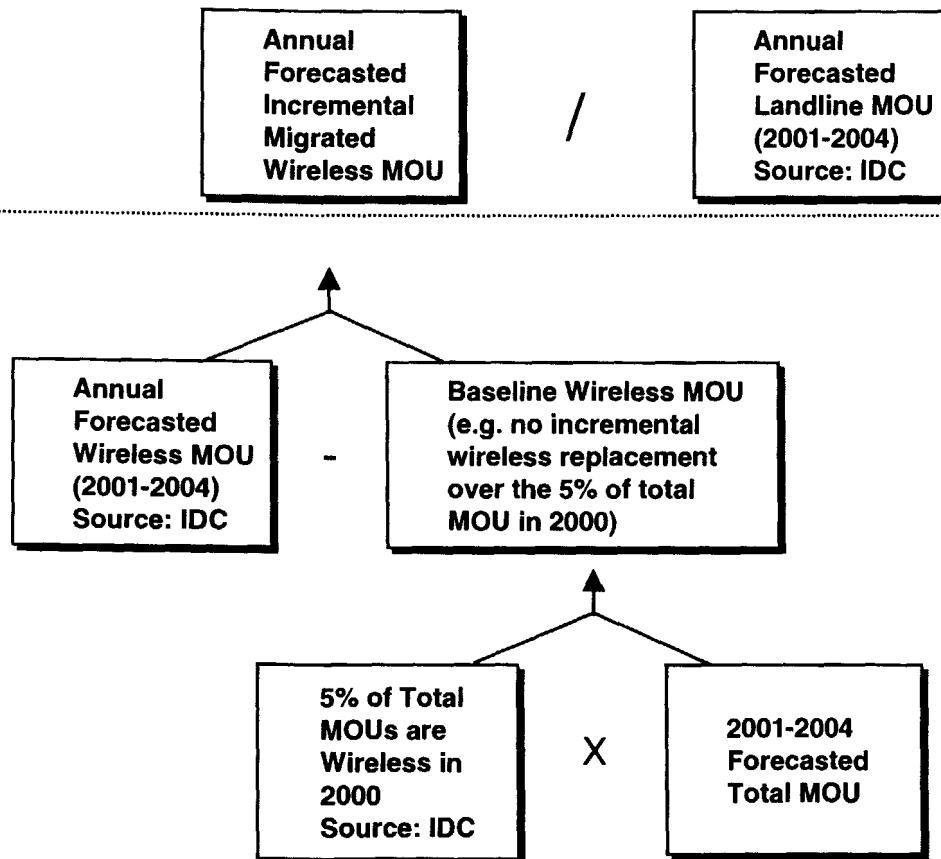 Annual
Forecasted
Incremental
Migrated
Wireless MOU
/
Annual
Forecasted
Landline MOU
(2001-2004)
Source: IDC
Annual
Forecasted
Wireless MOU
(2001-2004)
Source: IDC
-
Baseline Wireless MOU
(e.g. no incremental
wireless replacement
over the 5% of total
MOU in 2000)
5% of Total
MOUs are
Wireless in
2000
Source: IDC
X
2001-2004
Forecasted
Total MOU